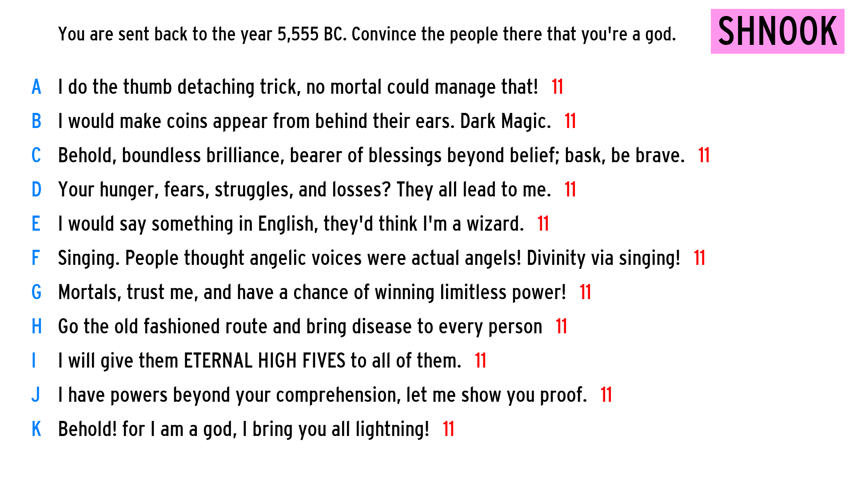 You are sent back to the year 5,555 BC. Convince the people there that you're a god.
SHNOOK
A I do the thumb detaching trick, no mortal could manage that! 11
B I would make coins appear from behind their ears. Dark Magic. 11
C Behold, boundless brilliance, bearer of blessings beyond belief; bask, be brave. 11
D Your hunger, fears, struggles, and losses? They all lead to me. 11
E I would say something in English, they'd think I'm a wizard. 11
F Singing. People thought angelic voices were actual angels! Divinity via singing! 11
G Mortals, trust me, and have a chance of winning limitless power! 11
H Go the old fashioned route and bring disease to every person 11
I I will give them ETERNAL HIGH FIVES to all of them. 11
J I have powers beyond your comprehension, let me show you proof. 11
K Behold! for I am a god, I bring you all lightning! 11